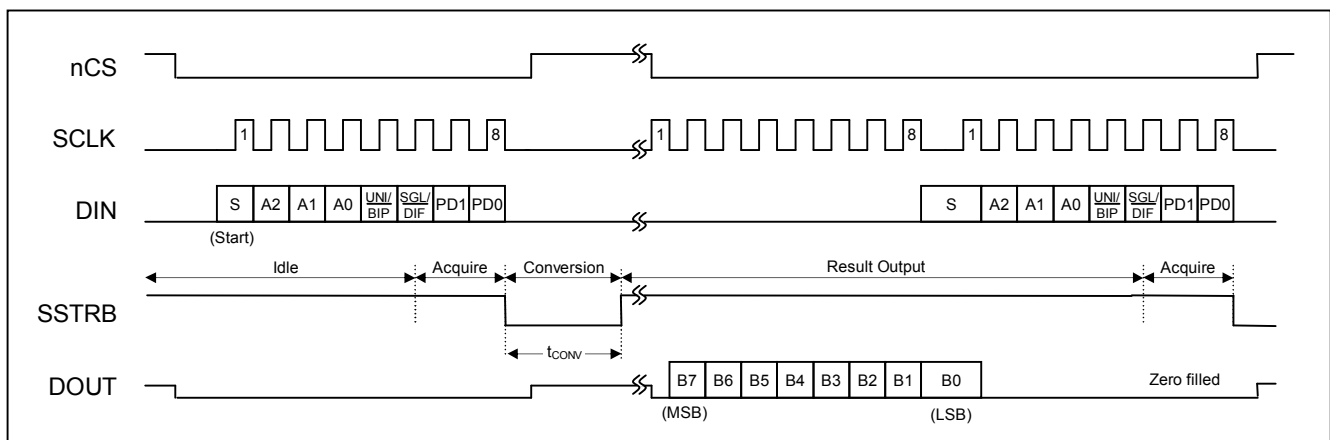 nCS
SCLK
1 8 1 8 1 8
DIN
S A2 A1 A0 UNI/BIP SGL/DIF PD1 PD0 S A2 A1 A0 UNI/BIP SGL/DIF PD1 PD0
(Start)
Idle Acquire Conversion Result Output Acquire
SSTRB
tCONV
DOUT
B7 B6 B5 B4 B3 B2 B1 B0 Zero filled
(MSB) (LSB)